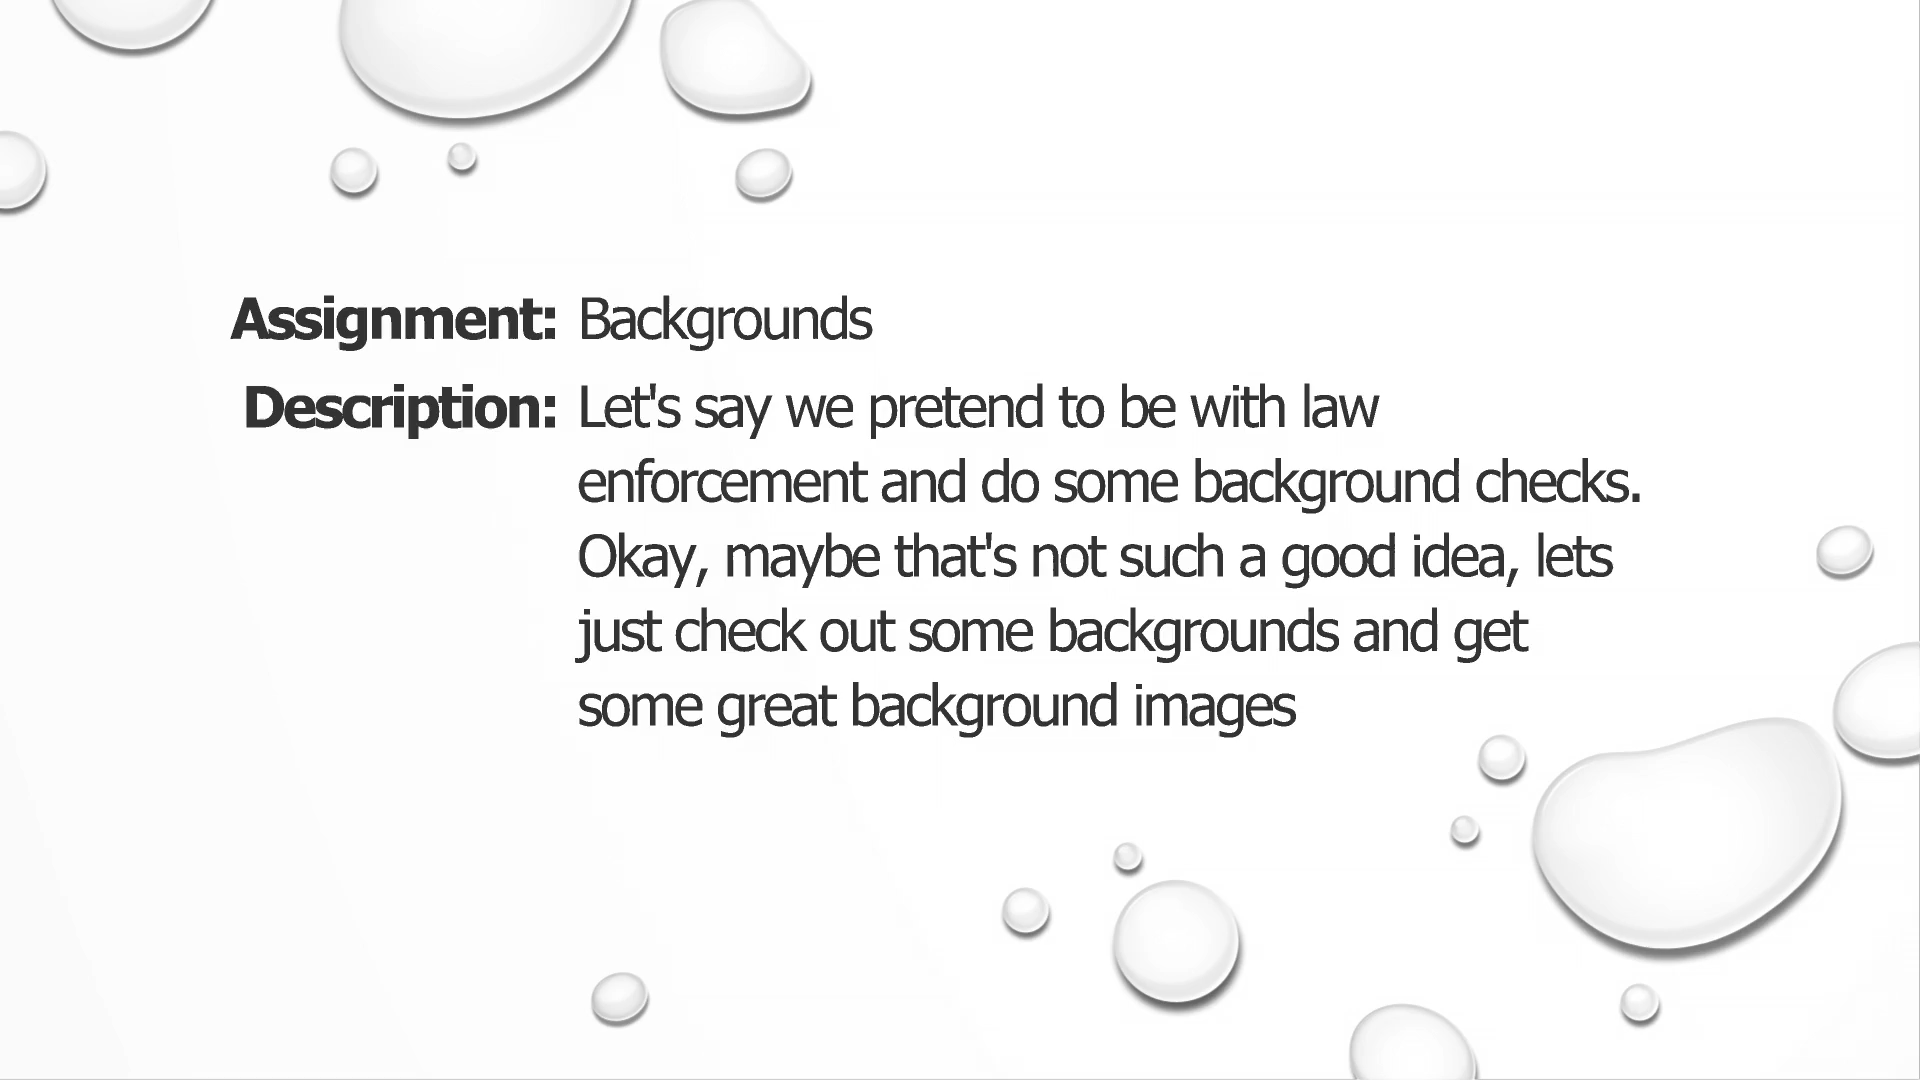 Assignment: Backgrounds
Description: Let's say we pretend to be with law
enforcement and do some background checks.
Okay, maybe that's not such a good idea, lets
just check out some backgrounds and get
some great background images